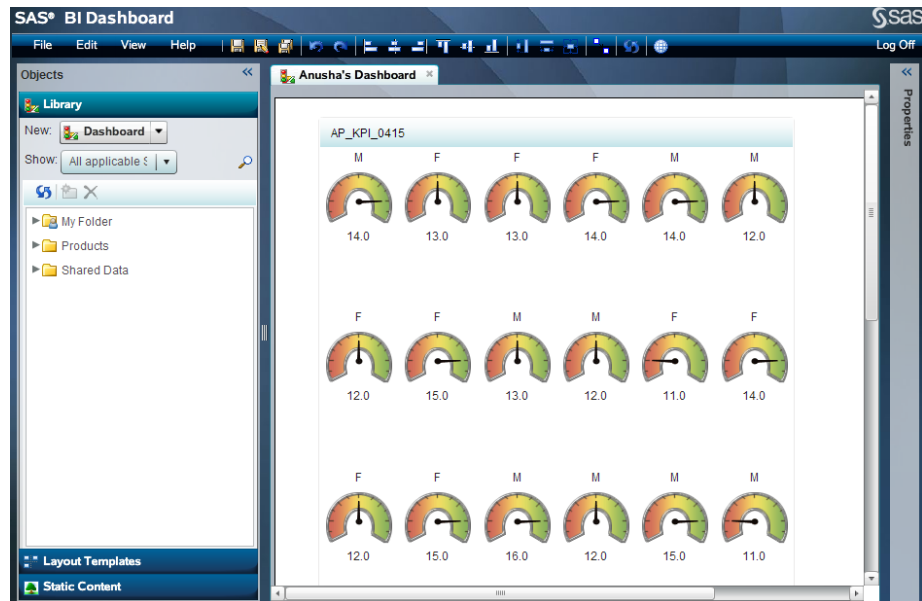 SAS® BI Dashboard
sas
File Edit View Help
Log Off
Objects
Anusha's Dashboard
Properties
Library
New: Dashboard
Show: All applicable S
My Folder
Products
Shared Data
Layout Templates
Static Content
AP_KPI_0415
M F F F M M
14.0 13.0 13.0 14.0 14.0 12.0
F F M M F F
12.0 15.0 13.0 12.0 11.0 14.0
F F M M M M
12.0 15.0 16.0 12.0 15.0 11.0